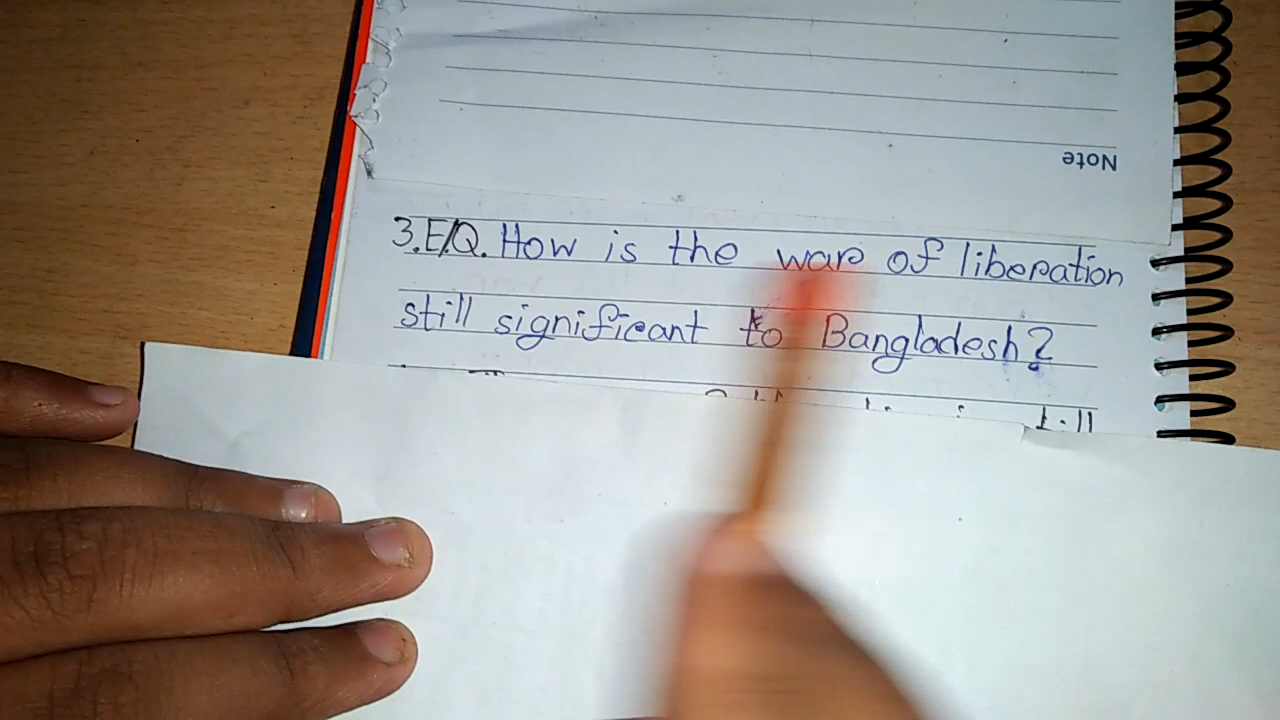 Note
3.E/Q. How is the war of liberation
still significant to Bangladesh?